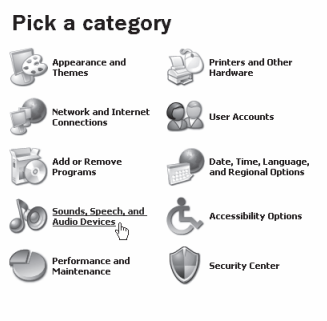 Pick a category
Appearance and
Themes
Printers and Other
Hardware
Network and Internet
Connections
User Accounts
Add or Remove
Programs
Date, Time, Language,
and Regional Options
Sounds, Speech, and
Audio Devices
Accessibility Options
Performance and
Maintenance
Security Center